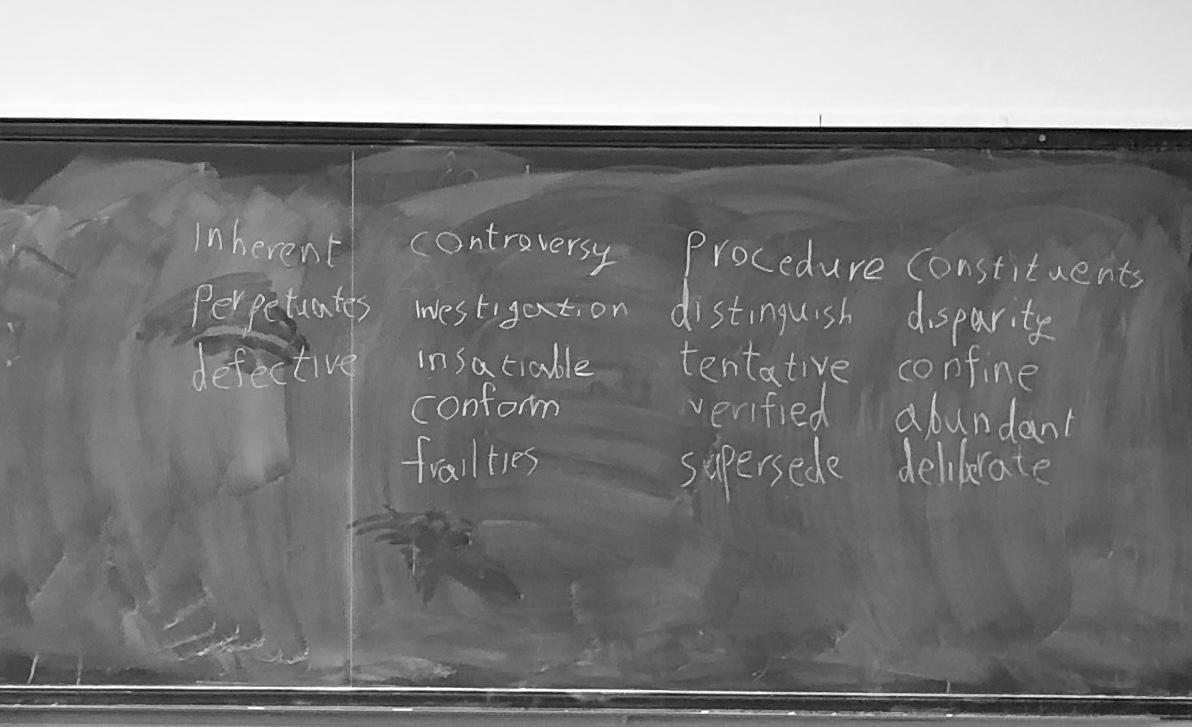 Inherent controversy Procedure constituents
Perpetuates investigation distinguish disparity
defective insatiable tentative confine
conform verified abundant
frailties supersede deliberate